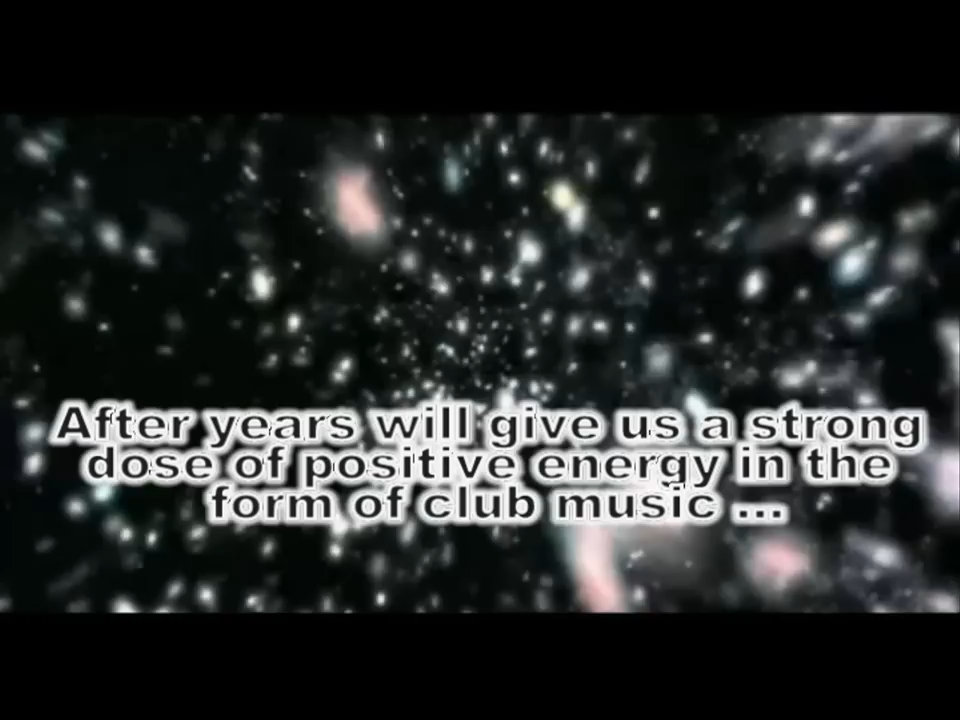 After years will give us a strong
dose of positive energy in the
form of club music ...